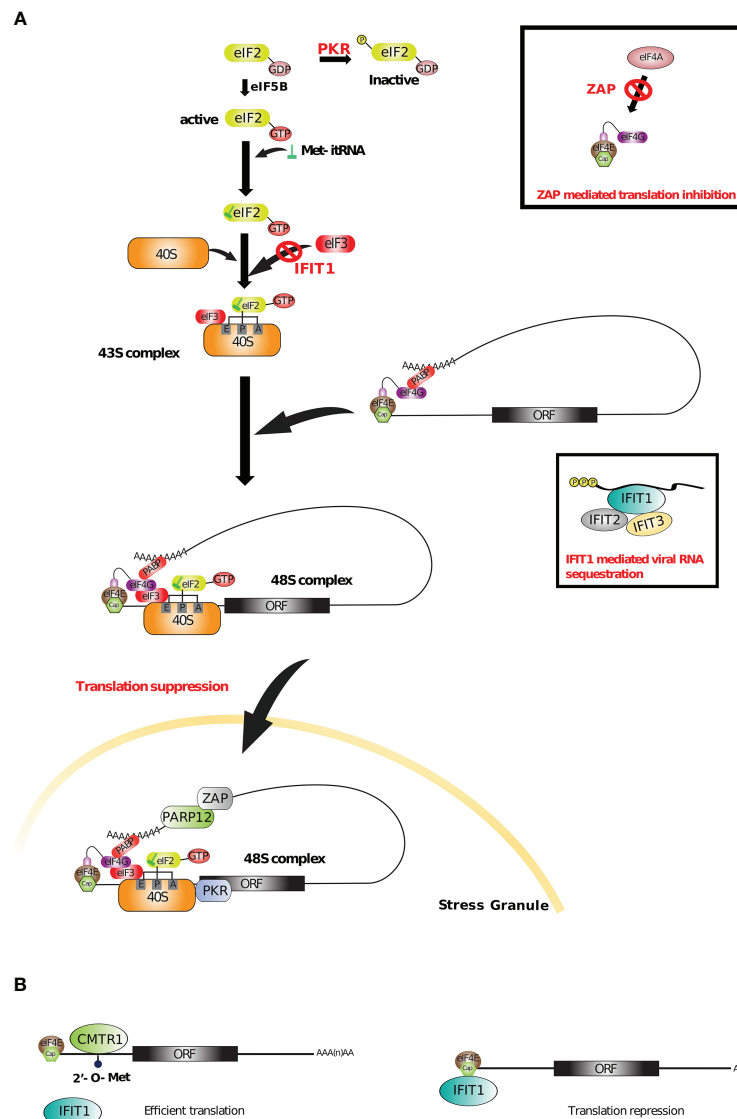 A
eIF2
GDP
PKR
P
eIF2
GDP
Inactive
eIF5B
active
eIF2
GTP
Met- itRNA
eIF2
GTP
40S
eIF3
IFIT1
eIF3
eIF2
GTP
E P A
40S
43S complex
eIF4A
ZAP
eIF4E
Cap
eIF4G
ZAP mediated translation inhibition
AAAAAAAAA
PABP
eIF4G
eIF4E
Cap
ORF
PPP
IFIT1
IFIT2
IFIT3
IFIT1 mediated viral RNA
sequestration
AAAAAAAAA
PABP
eIF4G
eIF4E
Cap
eIF3
eIF2
GTP
E P A
40S
48S complex
ORF
Translation suppression
ZAP
PARP12
AAAAAAAAA
PABP
eIF4G
eIF4E
Cap
eIF3
eIF2
GTP
E P A
40S
PKR
48S complex
ORF
Stress Granule
B
eIF4E
Cap
CMTR1
2'- O- Met
ORF
AAA(n)AA
IFIT1
Efficient translation
eIF4E
Cap
IFIT1
ORF
A
Translation repression